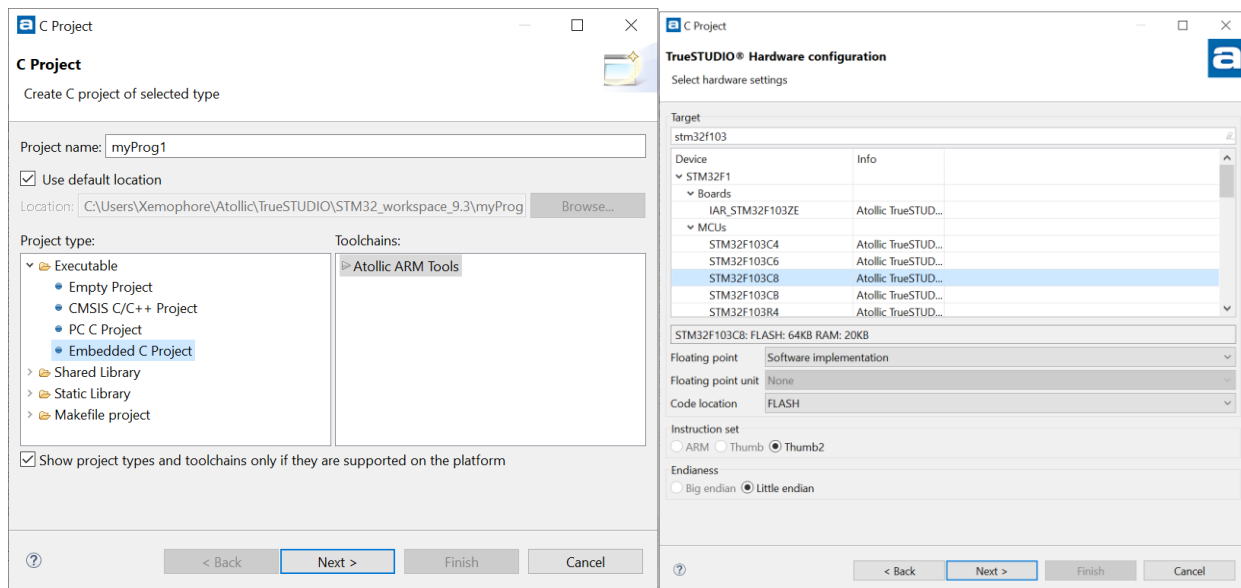 a C Project
C Project
Create C project of selected type
Project name: myProg1
Use default location
Location: C:\Users\Xemophore\Atollic\TrueSTUDIO\STM32_workspace_9.3\myProg Browse...
Project type: Toolchains:
Executable Atollic ARM Tools
Empty Project
CMSIS C/C++ Project
PC C Project
Embedded C Project
Shared Library
Static Library
Makefile project
Show project types and toolchains only if they are supported on the platform
? < Back Next > Finish Cancel
a C Project
TrueSTUDIO® Hardware configuration
a
Select hardware settings
Target
stm32f103
Device Info
STM32F1
Boards
IAR_STM32F103ZE Atollic TrueSTUD...
MCUs
STM32F103C4 Atollic TrueSTUD...
STM32F103C6 Atollic TrueSTUD...
STM32F103C8 Atollic TrueSTUD...
STM32F103CB Atollic TrueSTUD...
STM32F103R4 Atollic TrueSTUD...
STM32F103C8: FLASH: 64KB RAM: 20KB
Floating point Software implementation
Floating point unit None
Code location FLASH
Instruction set
ARM Thumb Thumb2
Endianess
Big endian Little endian
? < Back Next > Finish Cancel